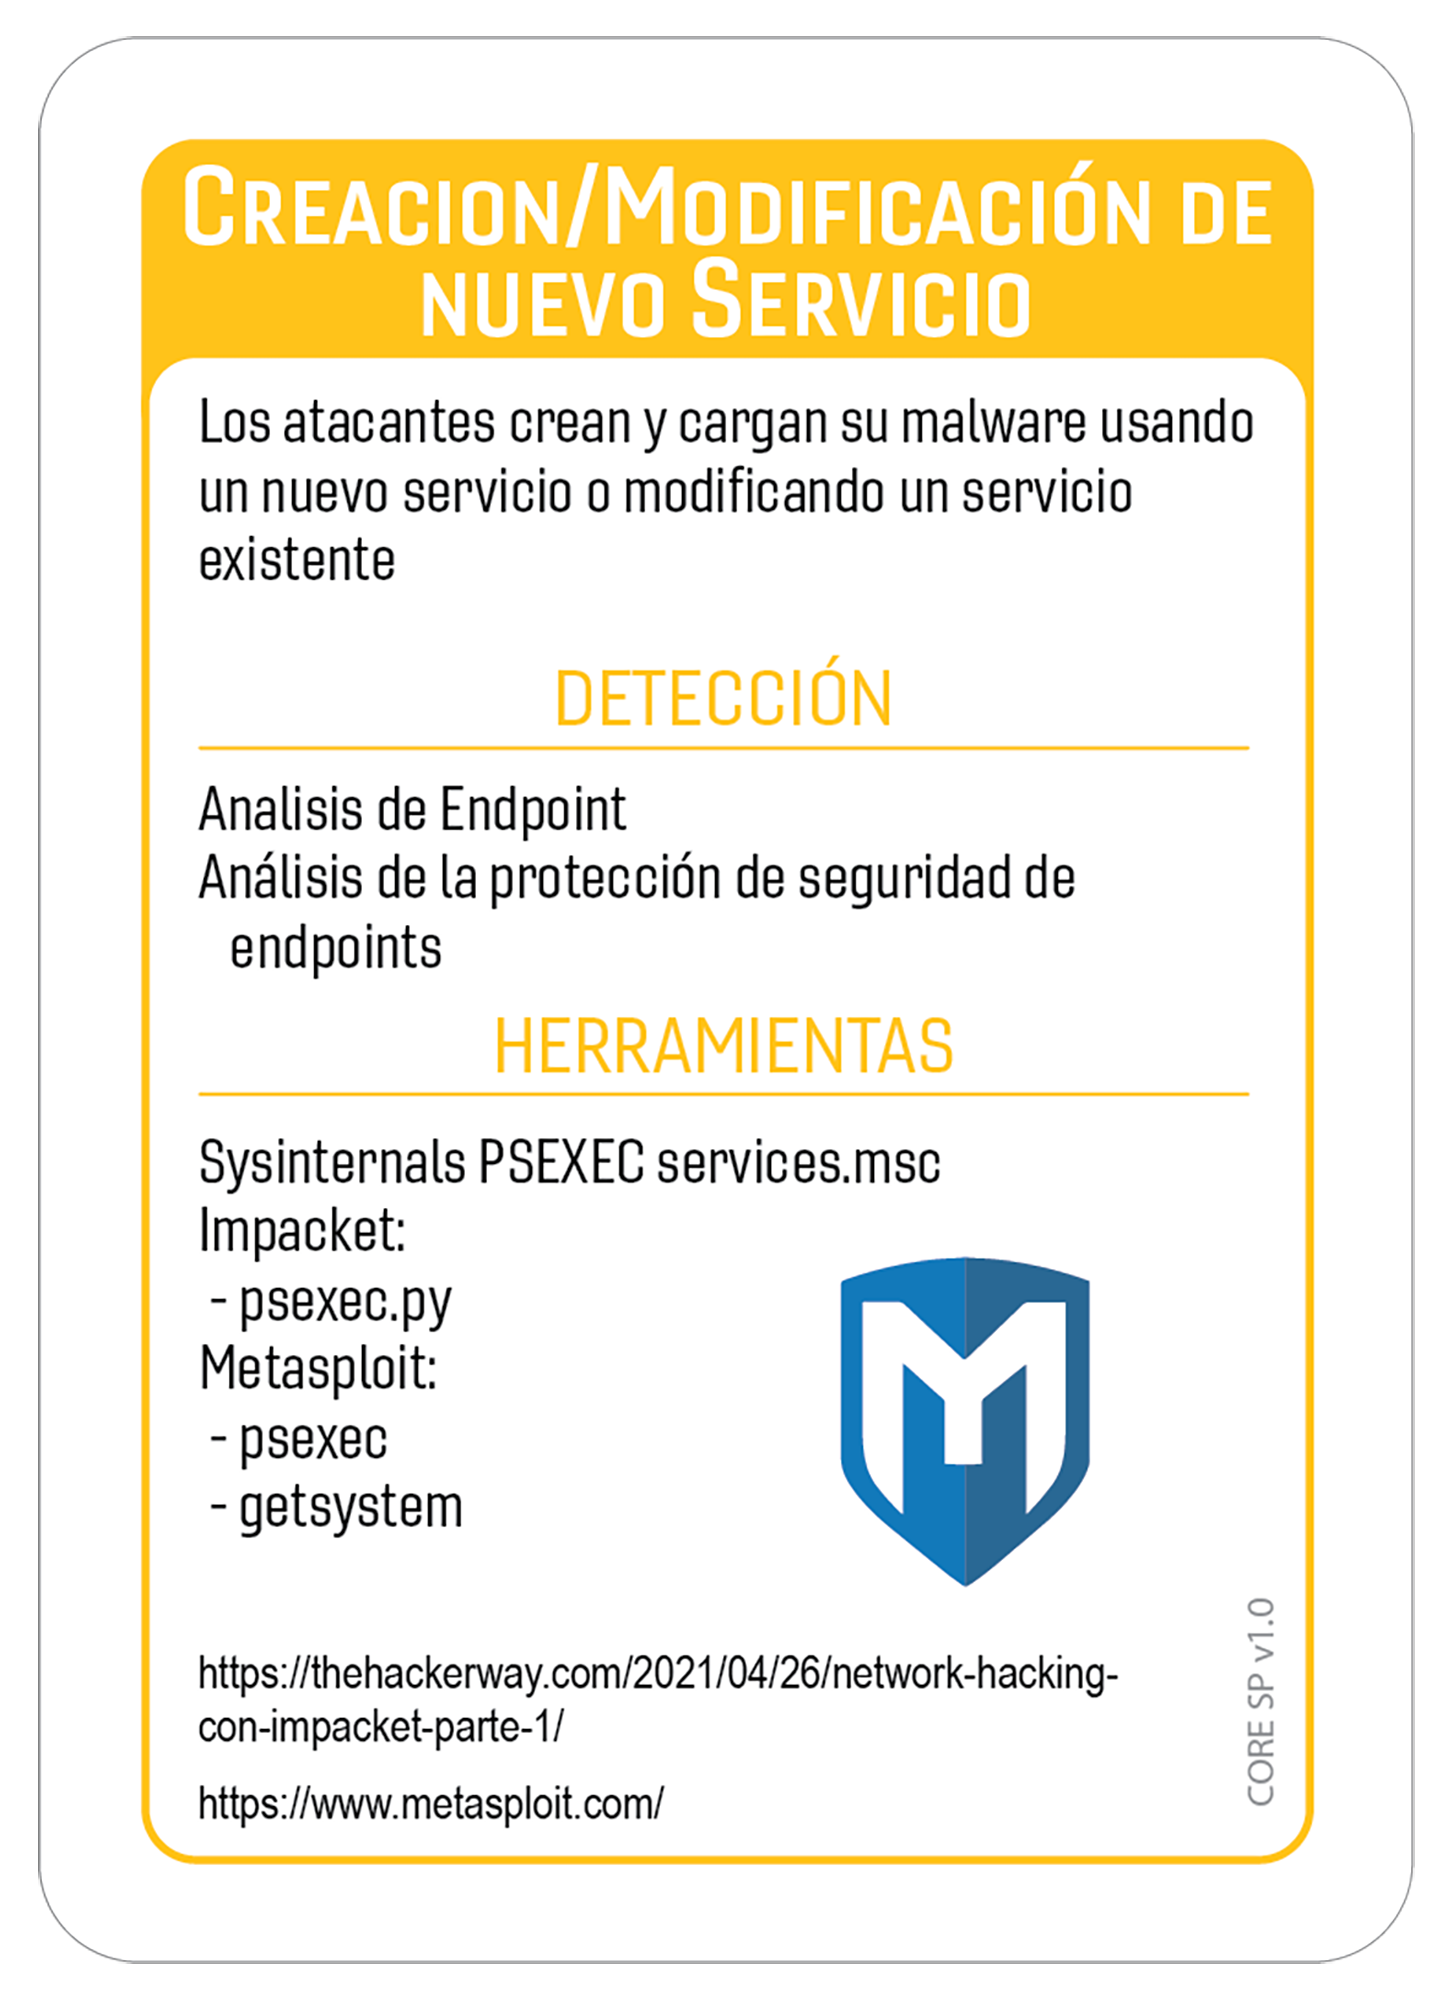 CREACION/MODIFICACIÓN DE
NUEVO SERVICIO
Los atacantes crean y cargan su malware usando
un nuevo servicio o modificando un servicio
existente
DETECCIÓN
Analisis de Endpoint
Análisis de la protección de seguridad de
endpoints
HERRAMIENTAS
Sysinternals PSEXEC services.msc
Impacket:
- psexec.py
Metasploit:
- psexec
- getsystem
https://thehackerway.com/2021/04/26/network-hacking-
con-impacket-parte-1/
https://www.metasploit.com/
CORE SP v1.0